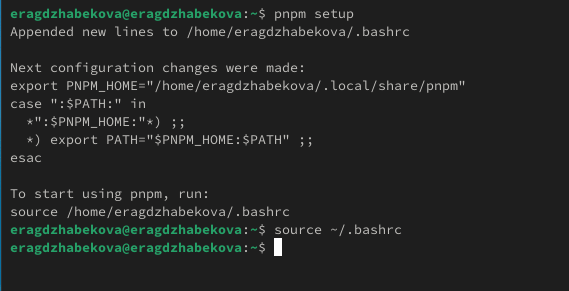 eragdzhabekova@eragdzhabekova:~$ pnpm setup
Appended new lines to /home/eragdzhabekova/.bashrc

Next configuration changes were made:
export PNPM_HOME="/home/eragdzhabekova/.local/share/pnpm"
case ":$PATH:" in
  *":$PNPM_HOME:"*) ;;
  *) export PATH="$PNPM_HOME:$PATH" ;;
esac

To start using pnpm, run:
source /home/eragdzhabekova/.bashrc
eragdzhabekova@eragdzhabekova:~$ source ~/.bashrc
eragdzhabekova@eragdzhabekova:~$